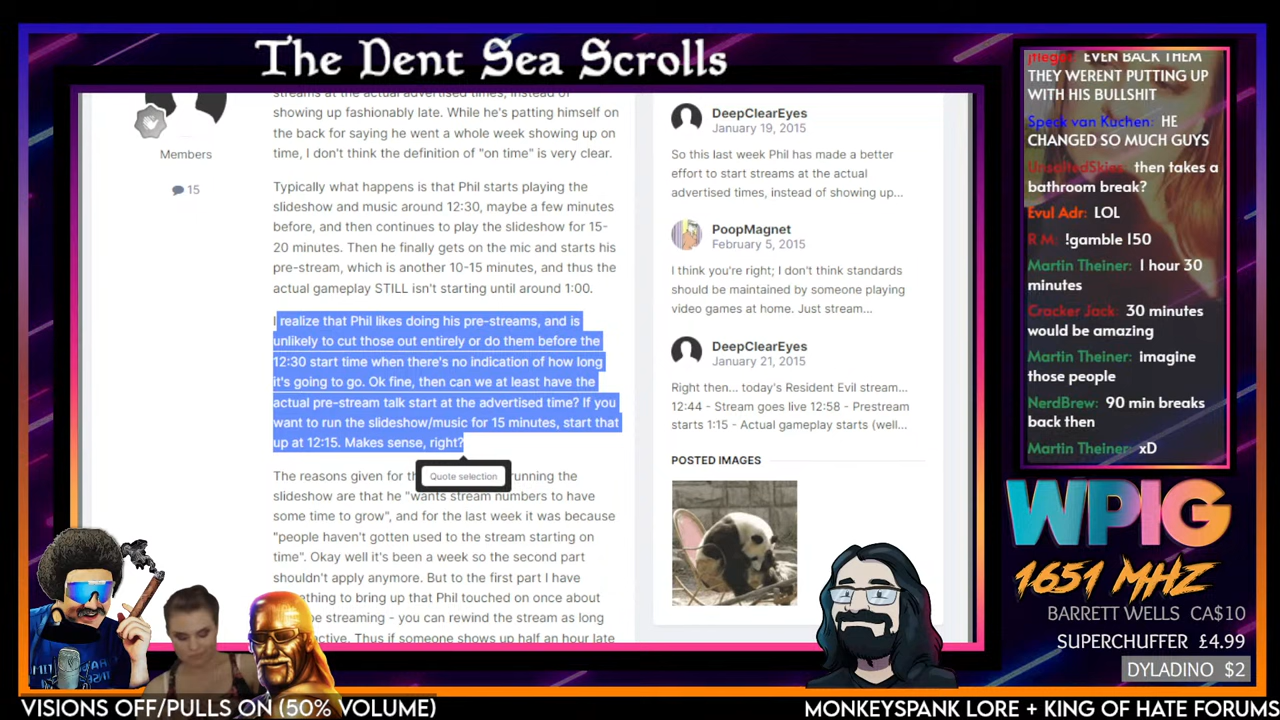 The Dent Sea Scrolls
streams at the actual advertised times, instead of
showing up fashionably late. While he's patting himself on
the back for saying he went a whole week showing up on
time, I don't think the definition of "on time" is very clear.
Members
15
Typically what happens is that Phil starts playing the
slideshow and music around 12:30, maybe a few minutes
before, and then continues to play the slideshow for 15-
20 minutes. Then he finally gets on the mic and starts his
pre-stream, which is another 10-15 minutes, and thus the
actual gameplay STILL isn't starting until around 1:00.
I realize that Phil likes doing his pre-streams, and is
unlikely to cut those out entirely or do them before the
12:30 start time when there's no indication of how long
it's going to go. Ok fine, then can we at least have the
actual pre-stream talk start at the advertised time? If you
want to run the slideshow/music for 15 minutes, start that
up at 12:15. Makes sense, right?
Quote selection
The reasons given for th running the
slideshow are that he "wants stream numbers to have
some time to grow", and for the last week it was because
"people haven't gotten used to the stream starting on
time". Okay well it's been a week so the second part
shouldn't apply anymore. But to the first part I have
ething to bring up that Phil touched on once about
be streaming - you can rewind the stream as long
active. Thus if someone shows up half an hour late
DeepClearEyes
January 19, 2015
So this last week Phil has made a better
effort to start streams at the actual
advertised times, instead of showing up...
PoopMagnet
February 5, 2015
I think you're right; I don't think standards
should be maintained by someone playing
video games at home. Just stream...
DeepClearEyes
January 21, 2015
Right then... today's Resident Evil stream...
12:44 - Stream goes live 12:58 - Prestream
starts 1:15 - Actual gameplay starts (well...
POSTED IMAGES
EVEN BACK THEM
THEY WERENT PUTTING UP
WITH HIS BULLSHIT
Speck van Kuchen: HE
CHANGED SO MUCH GUYS
UnsaltedSkies: then takes a
bathroom break?
Evul Adr: LOL
R M: !gamble 150
Martin Theiner: 1 hour 30
minutes
Cracker Jack: 30 minutes
would be amazing
Martin Theiner: imagine
those people
NerdBrew: 90 min breaks
back then
Martin Theiner: xD
WPIG
1651 MHZ
BARRETT WELLS CA$10
SUPERCHUFFER £4.99
DYLADINO $2
VISIONS OFF/PULLS ON (50% VOLUME)
MONKEYSPANK LORE + KING OF HATE FORUMS